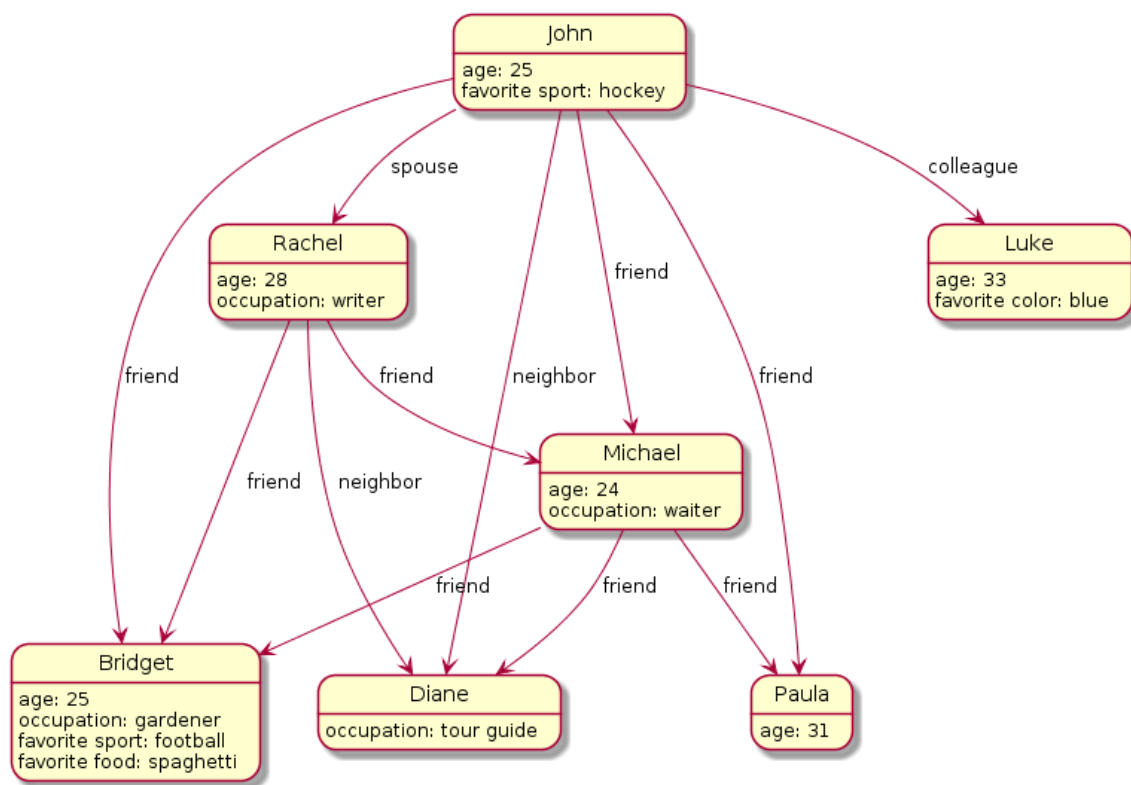 John
age: 25
favorite sport: hockey
spouse
colleague
Rachel
age: 28
occupation: writer
Luke
age: 33
favorite color: blue
friend
friend
friend
neighbor
friend
Michael
age: 24
occupation: waiter
friend
neighbor
friend
friend
friend
Bridget
age: 25
occupation: gardener
favorite sport: football
favorite food: spaghetti
Diane
occupation: tour guide
Paula
age: 31